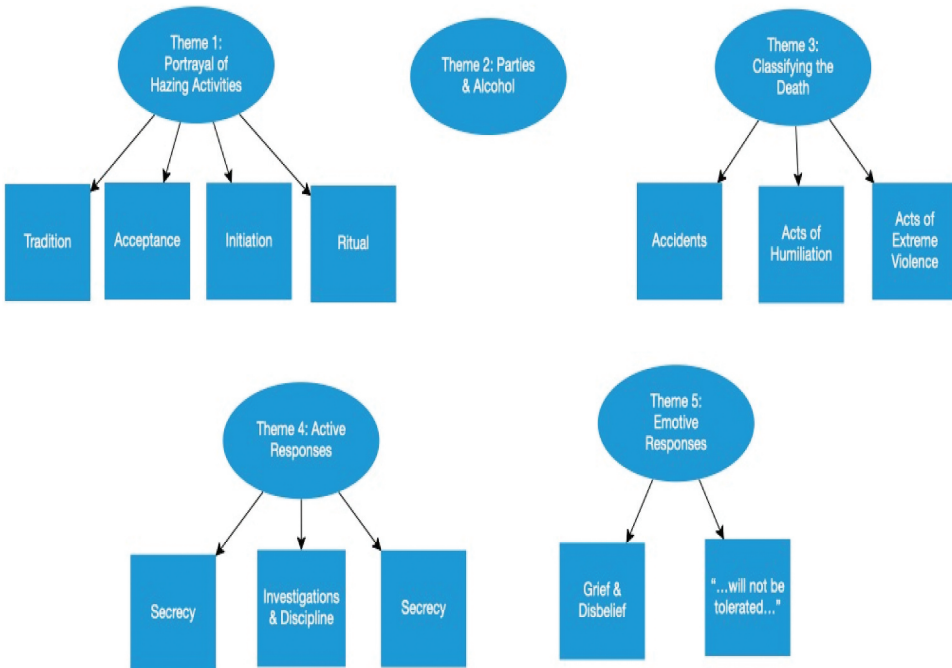 Theme 1:
Portrayal of
Hazing Activities
Theme 2: Parties
& Alcohol
Theme 3:
Classifying the
Death
Tradition
Acceptance
Initiation
Ritual
Accidents
Acts of
Humiliation
Acts of
Extreme
Violence
Theme 4: Active
Responses
Theme 5:
Emotive
Responses
Secrecy
Investigations
& Discipline
Secrecy
Grief &
Disbelief
“...will not be
tolerated...”